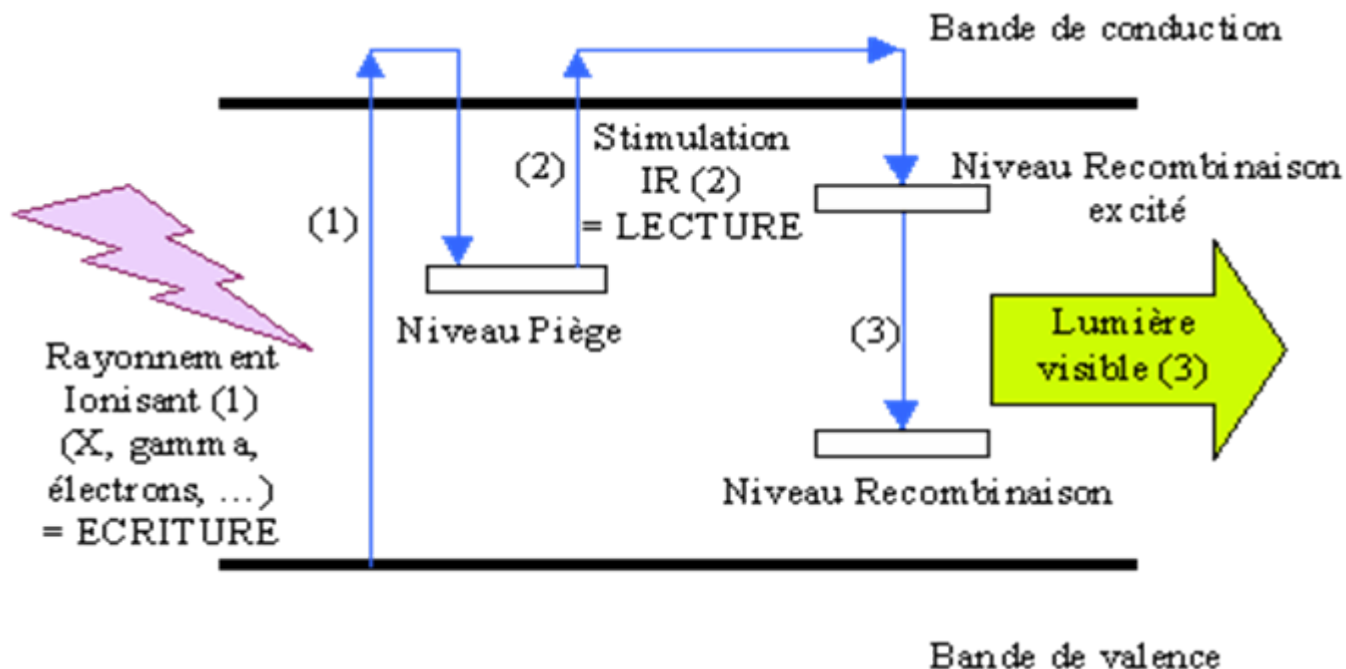 Bande de conduction
Stimulation
IR (2)
= LECTURE
(2)
Niveau Recombinaison
excité
(1)
Niveau Piège
(3)
Lumière
visible (3)
Rayonnement
Ionisant (1)
(X, gamma,
électrons, ...)
= ECRITURE
Niveau Recombinaison
Bande de valence